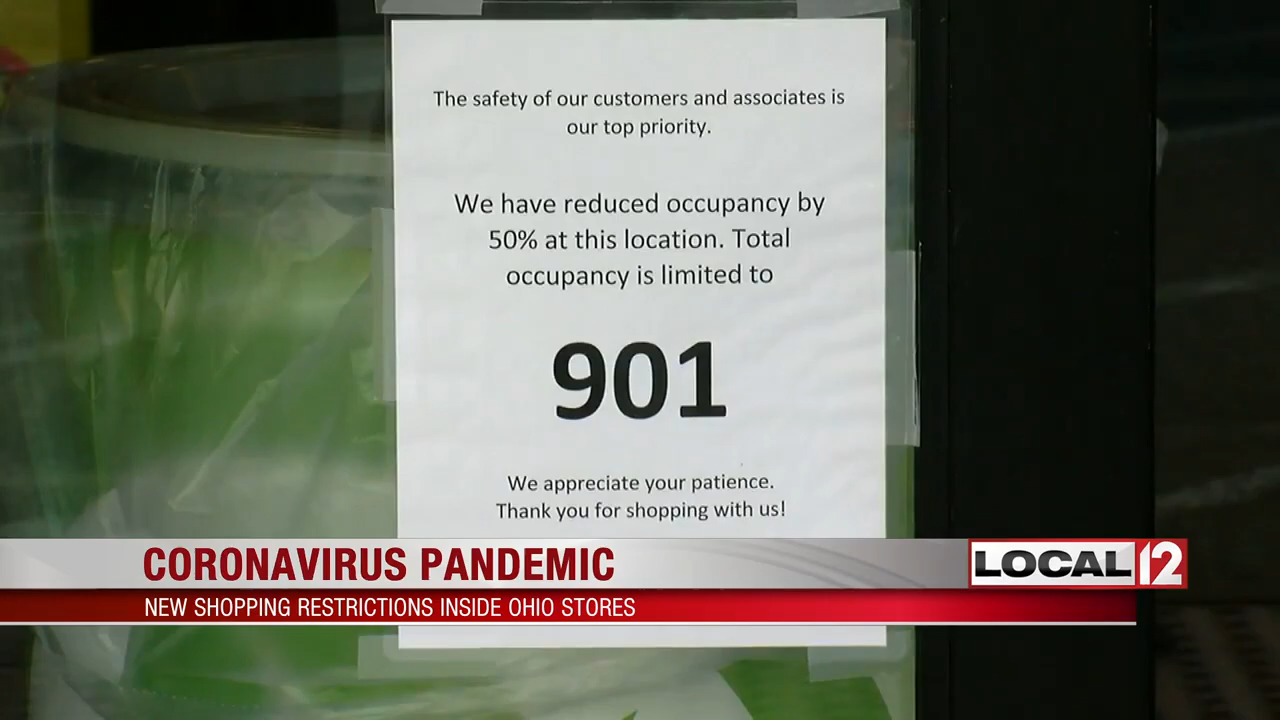 The safety of our customers and associates is
our top priority.
We have reduced occupancy by
50% at this location. Total
occupancy is limited to
901
We appreciate your patience.
Thank you for shopping with us!
CORONAVIRUS PANDEMIC
LOCAL 12
NEW SHOPPING RESTRICTIONS INSIDE OHIO STORES